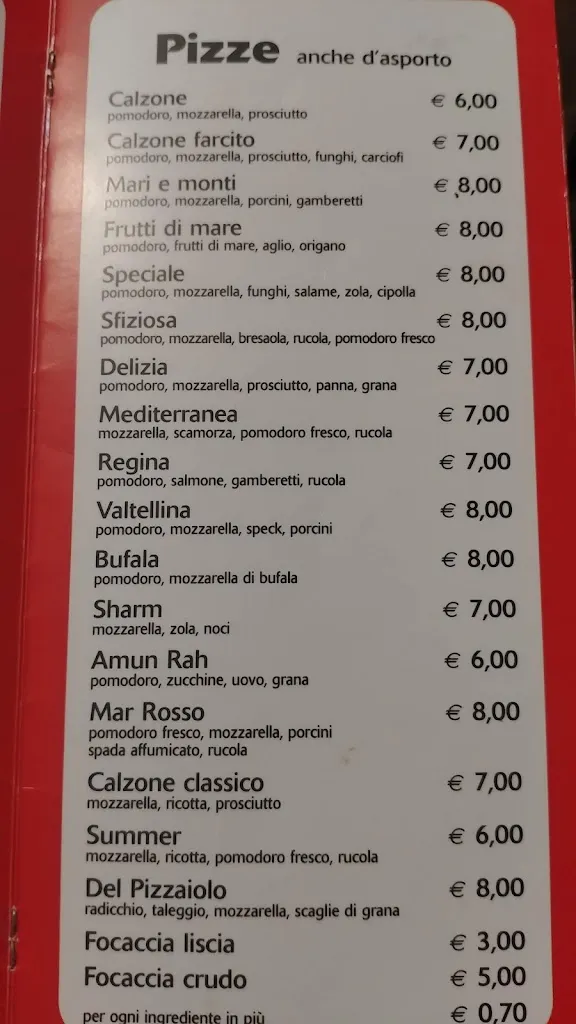 Pizze anche d'asporto
Calzone € 6,00
pomodoro, mozzarella, prosciutto
Calzone farcito € 7,00
pomodoro, mozzarella, prosciutto, funghi, carciofi
Mari e monti € 8,00
pomodoro, mozzarella, porcini, gamberetti
Frutti di mare € 8,00
pomodoro, frutti di mare, aglio, origano
Speciale € 8,00
pomodoro, mozzarella, funghi, salame, zola, cipolla
Sfiziosa € 8,00
pomodoro, mozzarella, bresaola, rucola, pomodoro fresco
Delizia € 7,00
pomodoro, mozzarella, prosciutto, panna, grana
Mediterranea € 7,00
mozzarella, scamorza, pomodoro fresco, rucola
Regina € 7,00
pomodoro, salmone, gamberetti, rucola
Valtellina € 8,00
pomodoro, mozzarella, speck, porcini
Bufala € 8,00
pomodoro, mozzarella di bufala
Sharm € 7,00
mozzarella, zola, noci
Amun Rah € 6,00
pomodoro, zucchine, uovo, grana
Mar Rosso € 8,00
pomodoro fresco, mozzarella, porcini
spada affumicato, rucola
Calzone classico € 7,00
mozzarella, ricotta, prosciutto
Summer € 6,00
mozzarella, ricotta, pomodoro fresco, rucola
Del Pizzaiolo € 8,00
radicchio, taleggio, mozzarella, scaglie di grana
Focaccia liscia € 3,00
Focaccia crudo € 5,00
per ogni ingrediente in più € 0,70